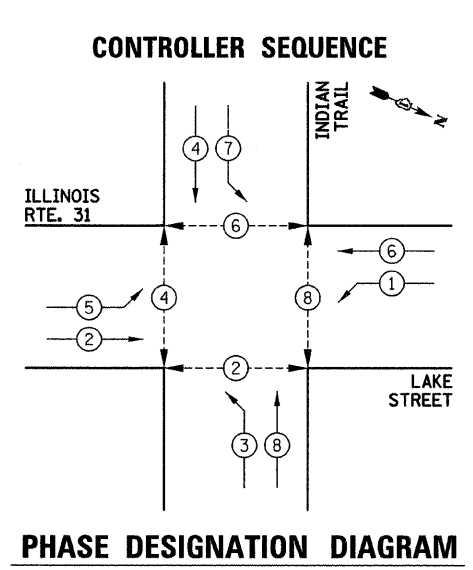 CONTROLLER SEQUENCE
INDIAN
TRAIL
N
4
7
ILLINOIS
RTE. 31
6
6
5
4
8
1
2
2
LAKE
STREET
3
8
PHASE DESIGNATION DIAGRAM